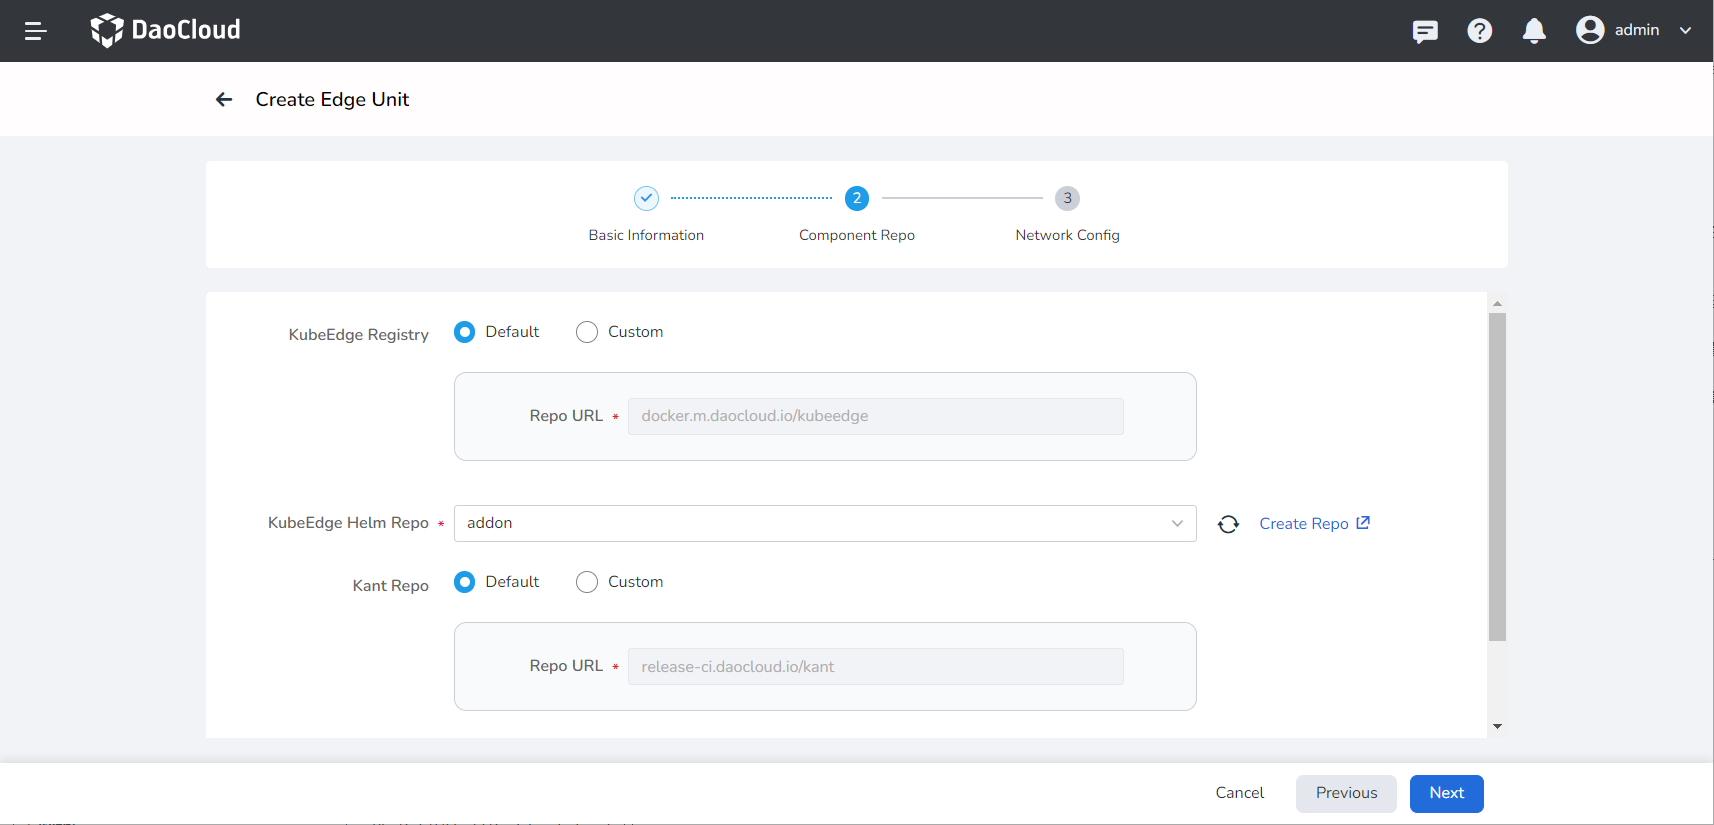 DaoCloud
admin
Create Edge Unit
2
3
Basic Information
Component Repo
Network Config
KubeEdge Registry
Default
Custom
Repo URL *
docker.m.daocloud.io/kubeedge
KubeEdge Helm Repo *
addon
Create Repo
Kant Repo
Default
Custom
Repo URL *
release-ci.daocloud.io/kant
Cancel
Previous
Next